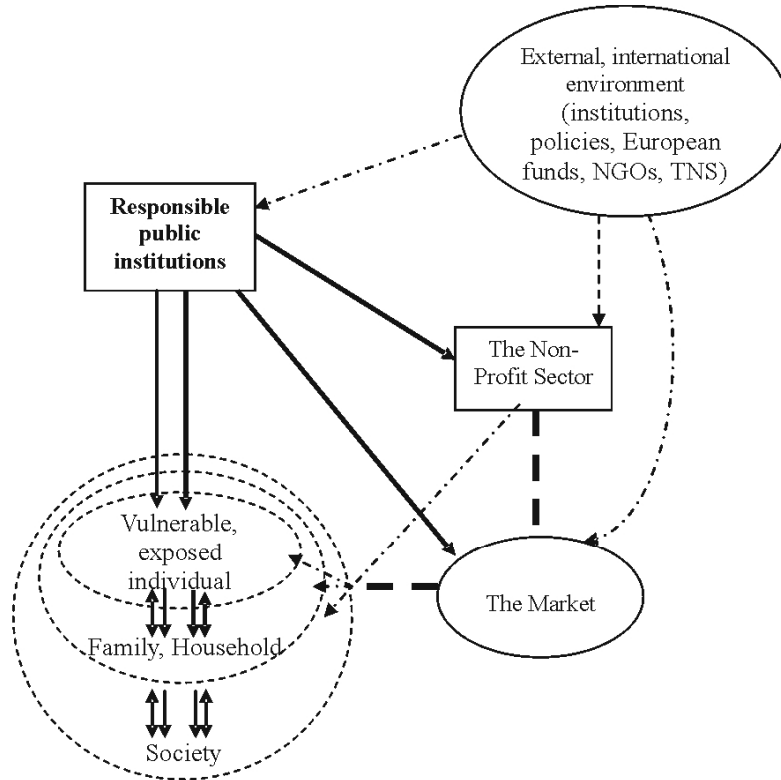 External, international
environment
(institutions,
policies, European
funds, NGOs, TNS)
Responsible
public
institutions
The Non-
Profit Sector
Vulnerable,
exposed
individual
The Market
Family, Household
Society